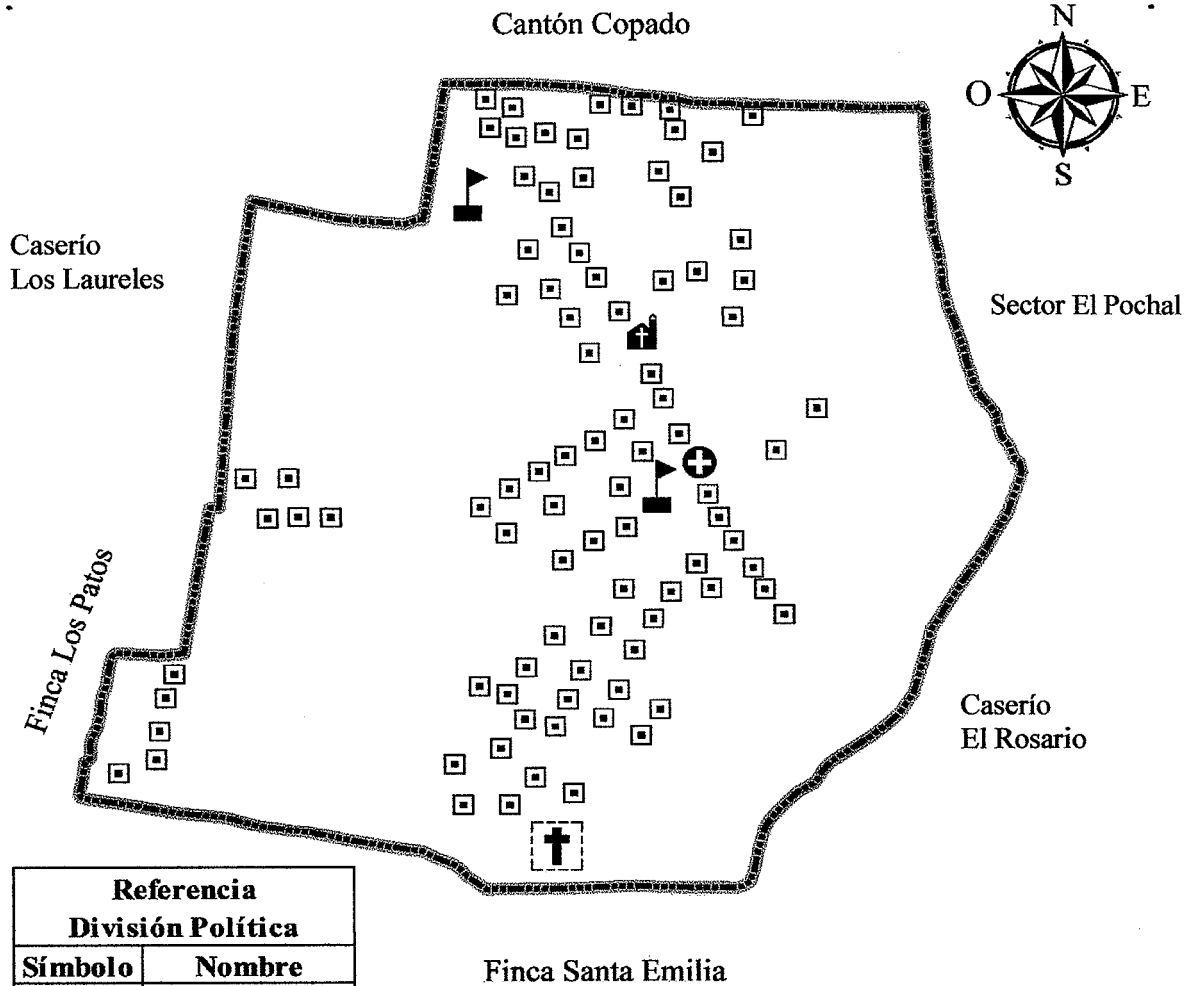 Cantón Copado
N
O
E
S
Caserío
Los Laureles
Sector El Pochal
Finca Los Patos
Caserío
El Rosario
Referencia
División Política
Símbolo Nombre
Finca Santa Emilia